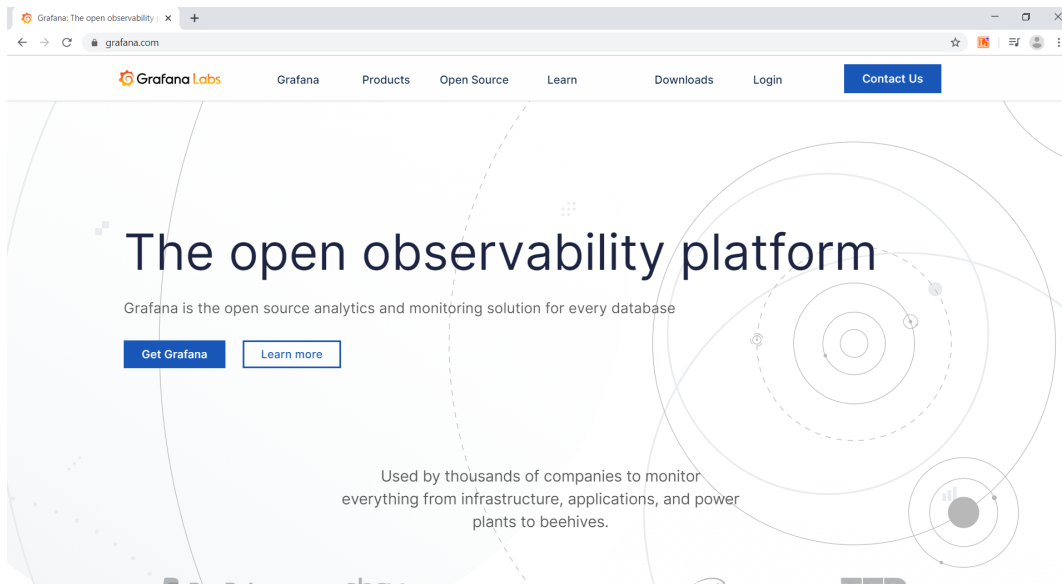 Grafana: The open observability
grafana.com
Grafana Labs
Grafana Products Open Source Learn Downloads Login Contact Us
The open observability platform
Grafana is the open source analytics and monitoring solution for every database
Get Grafana Learn more
Used by thousands of companies to monitor
everything from infrastructure, applications, and power
plants to beehives.